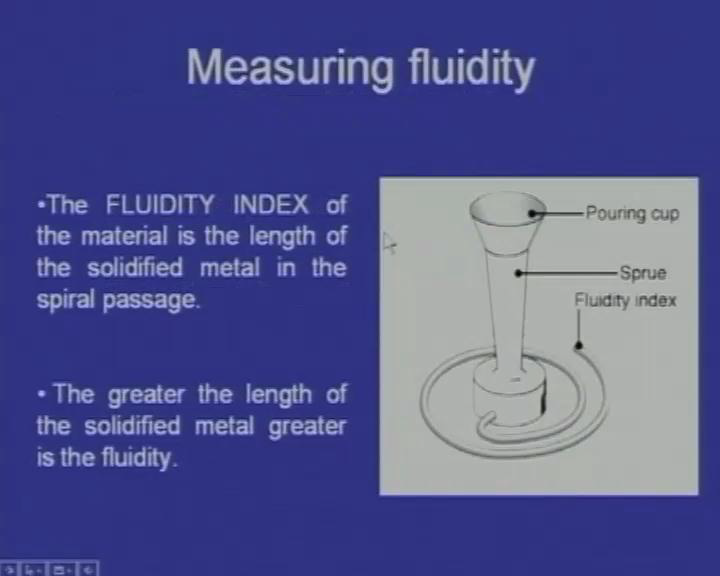 Measuring fluidity
•The FLUIDITY INDEX of
the material is the length of
the solidified metal in the
spiral passage.
• The greater the length of
the solidified metal greater
is the fluidity.
Pouring cup
Sprue
Fluidity index